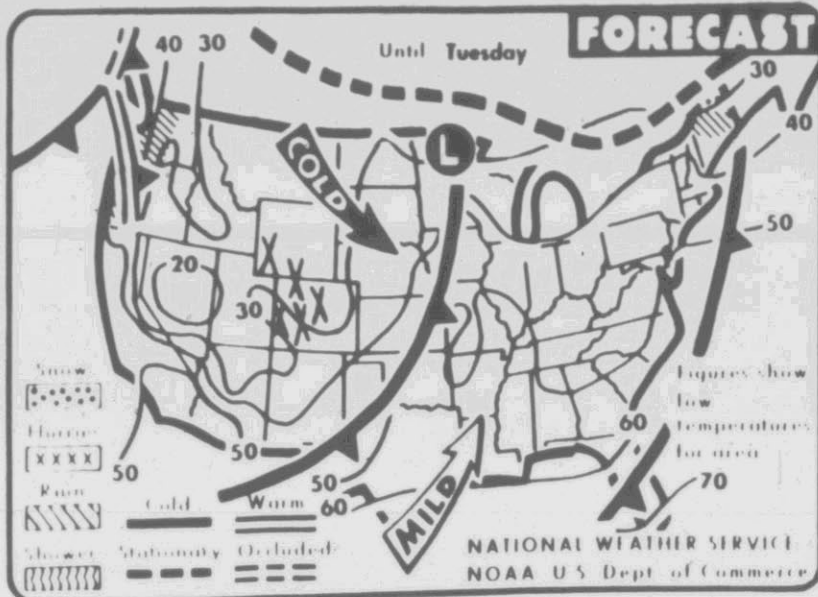 FORECAST
Until Tuesday
40 30
30
40
COLD
L
50
20
30
Snow
Flurries
XXXX
Rain
Shower
50
50
50
60
60
70
Cold
Warm
Stationary
Occluded
MILD
Figures show
low
temperatures
for area
NATIONAL WEATHER SERVICE
NOAA U S Dept. of Commerce